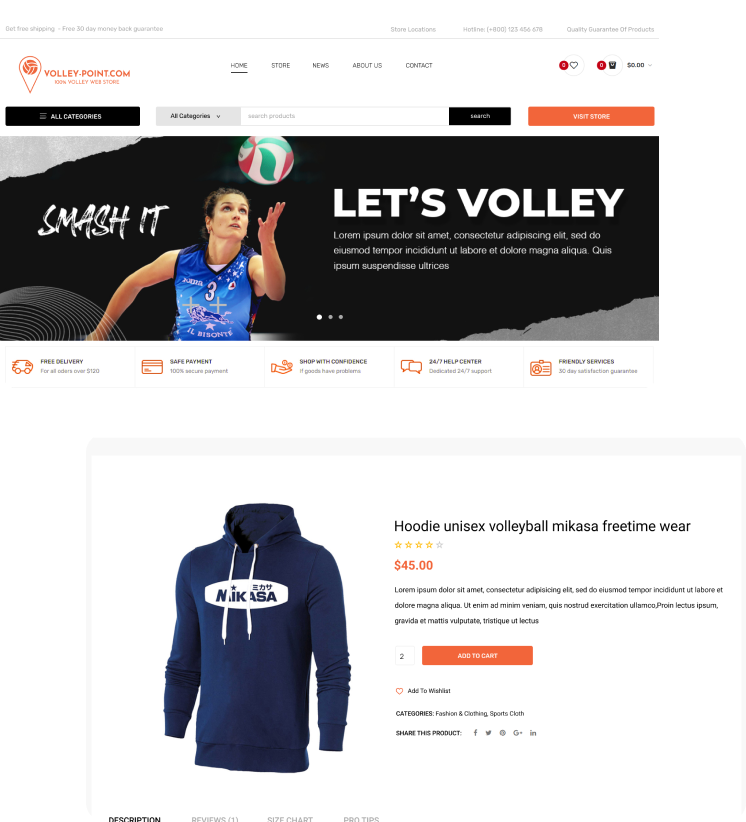 Get free shipping - Free 30 day money back guarantee
Store Locations
Hotline: (+800) 123 456 678
Quality Guarantee Of Products
VOLLEY-POINT.COM
100% VOLLEY WEB STORE
HOME
STORE
NEWS
ABOUT US
CONTACT
0
0
$0.00
ALL CATEGORIES
All Categories
search products
search
VISIT STORE
SMASH IT
LET'S VOLLEY
Lorem ipsum dolor sit amet, consectetur adipiscing elit, sed do
eiusmod tempor incididunt ut labore et dolore magna aliqua. Quis
ipsum suspendisse ultrices
3
IL BISONTE
FREE DELIVERY
For all oders over $120
SAFE PAYMENT
100% secure payment
SHOP WITH CONFIDENCE
If goods have problems
24/7 HELP CENTER
Dedicated 24/7 support
FRIENDLY SERVICES
30 day satisfaction guarantee
ミカサ
MIKASA
Hoodie unisex volleyball mikasa freetime wear
$45.00
Lorem ipsum dolor sit amet, consectetur adipisicing elit, sed do eiusmod tempor incididunt ut labore et
dolore magna aliqua. Ut enim ad minim veniam, quis nostrud exercitation ullamco,Proin lectus ipsum,
gravida et mattis vulputate, tristique ut lectus
2
ADD TO CART
Add To Wishlist
CATEGORIES: Fashion & Clothing, Sports Cloth
SHARE THIS PRODUCT:
DESCRIPTION
REVIEWS (1)
SIZE CHART
PRO TIPS